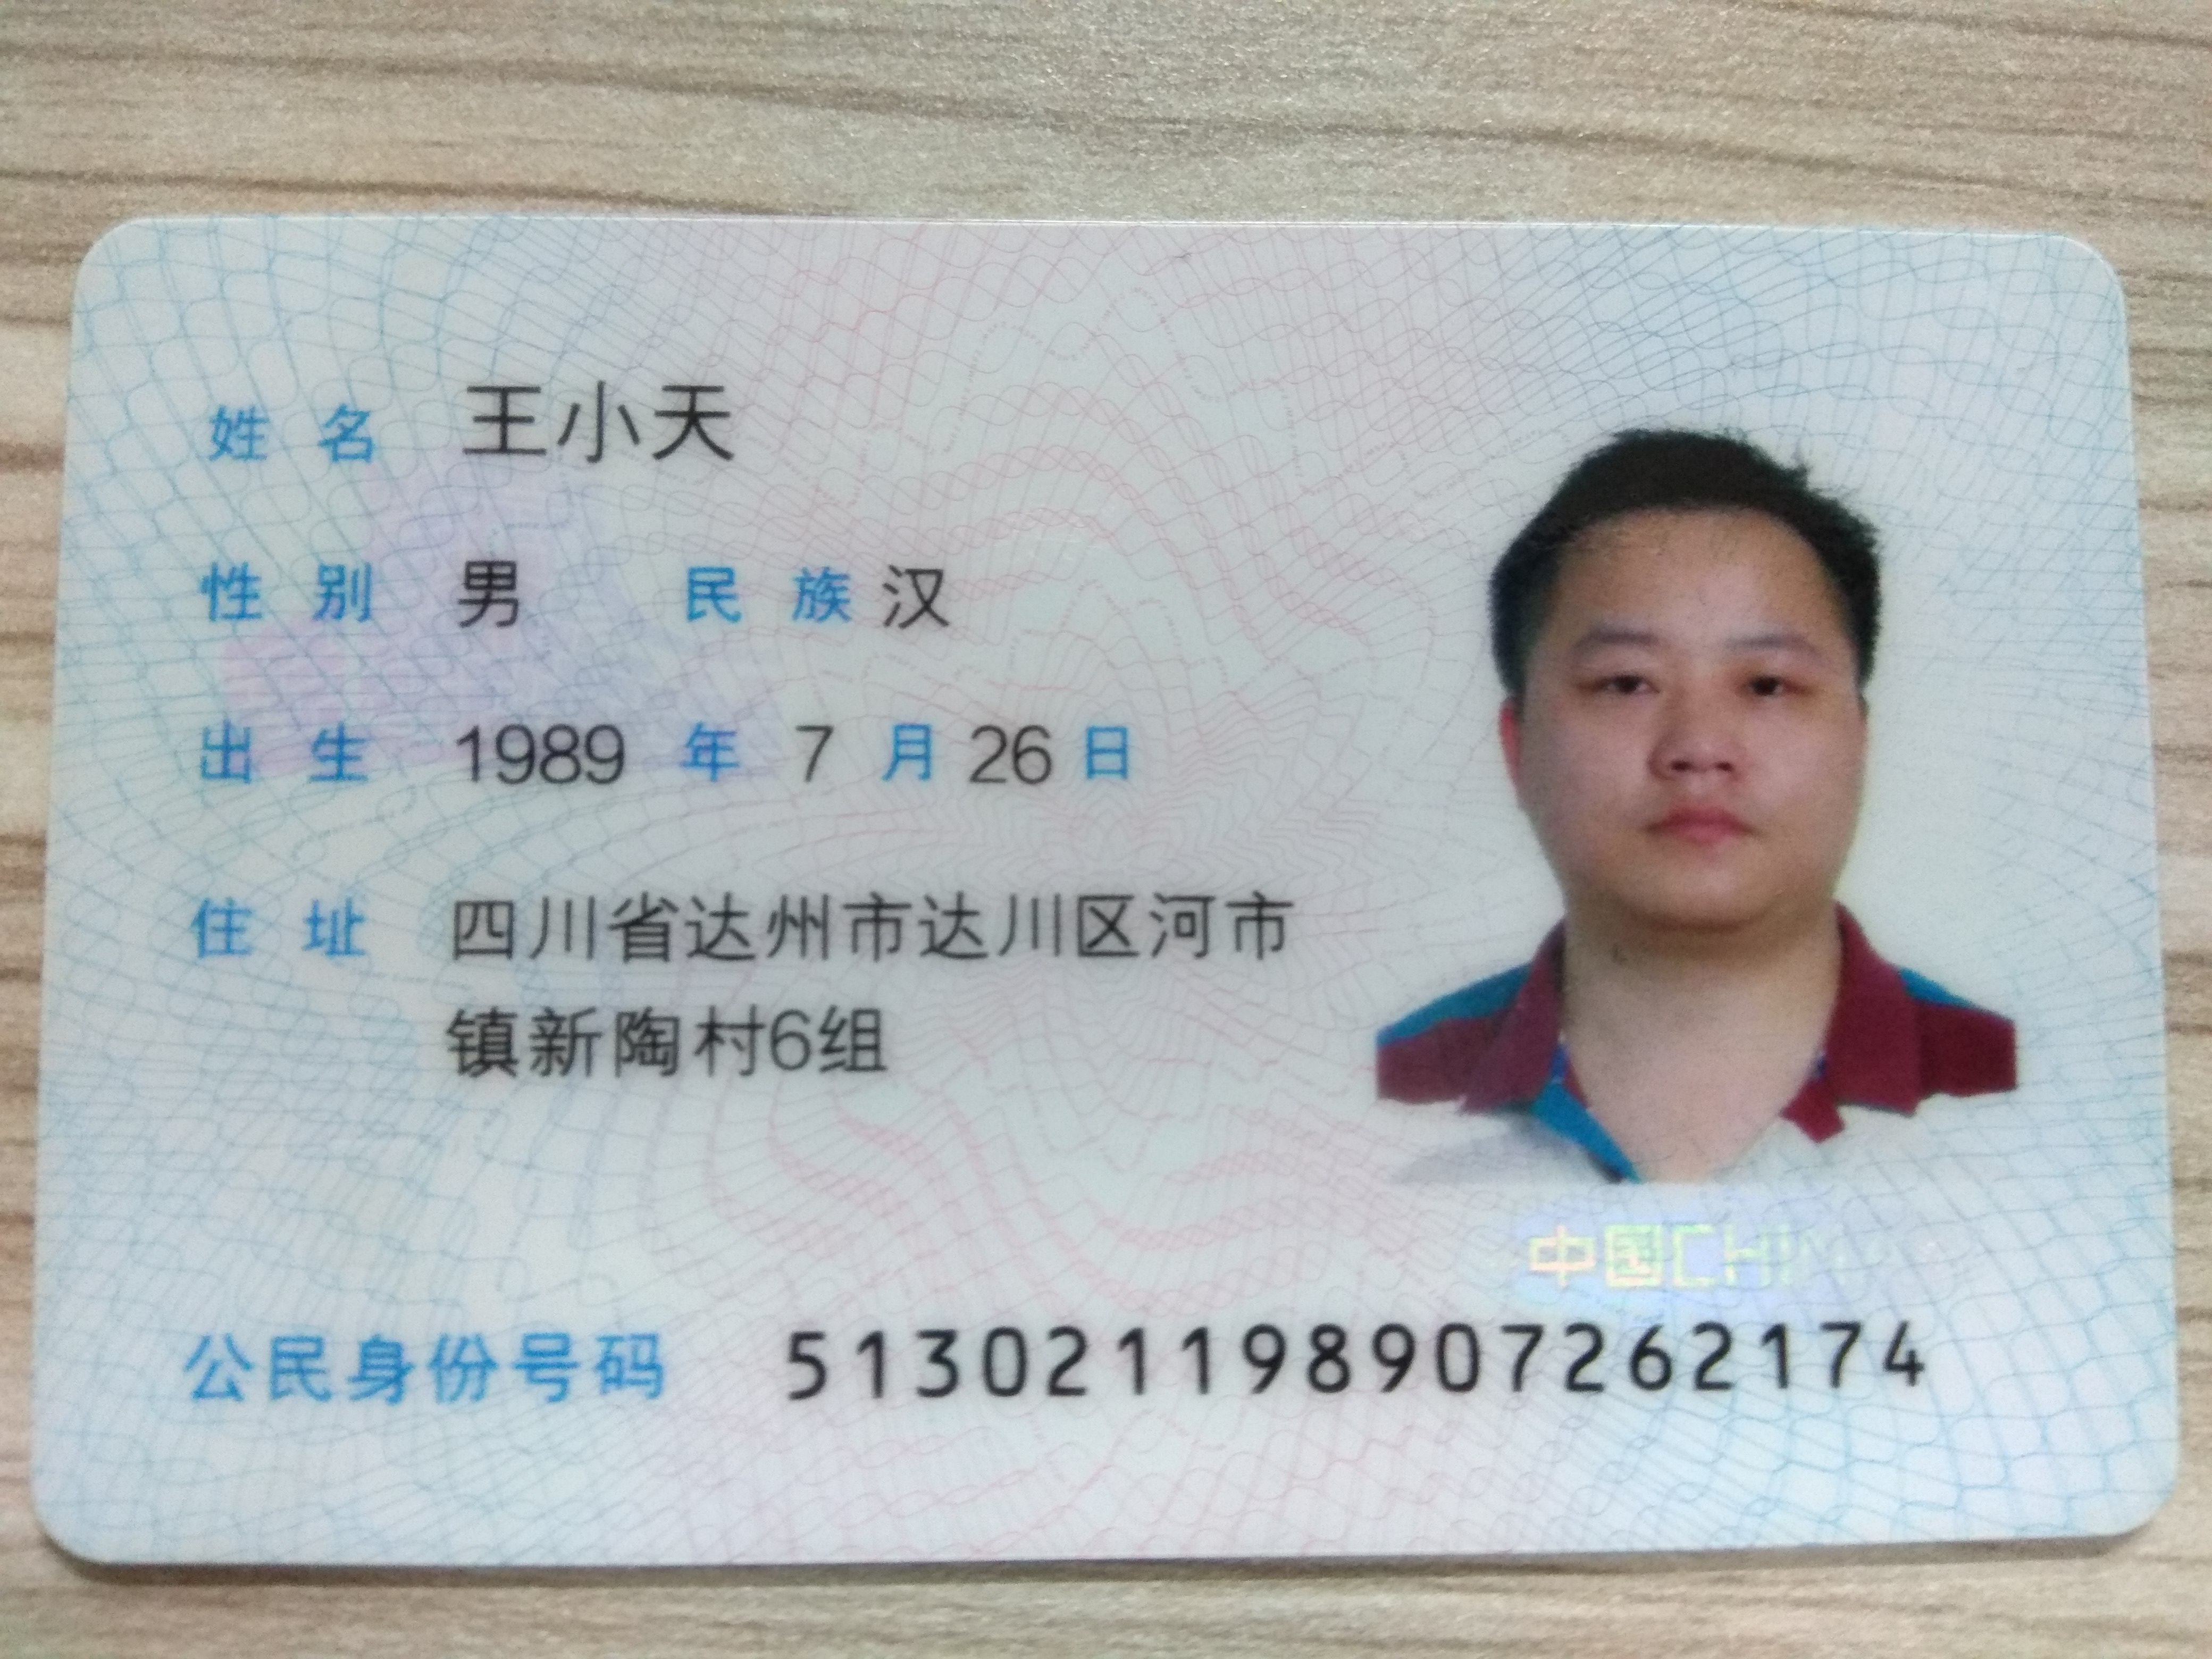 姓名 王小天
性别 男 民族 汉
出生 1989 年 7 月 26 日
住址 四川省达州市达川区河市
镇新陶村6组
中国CHINA
公民身份号码 513021198907262174